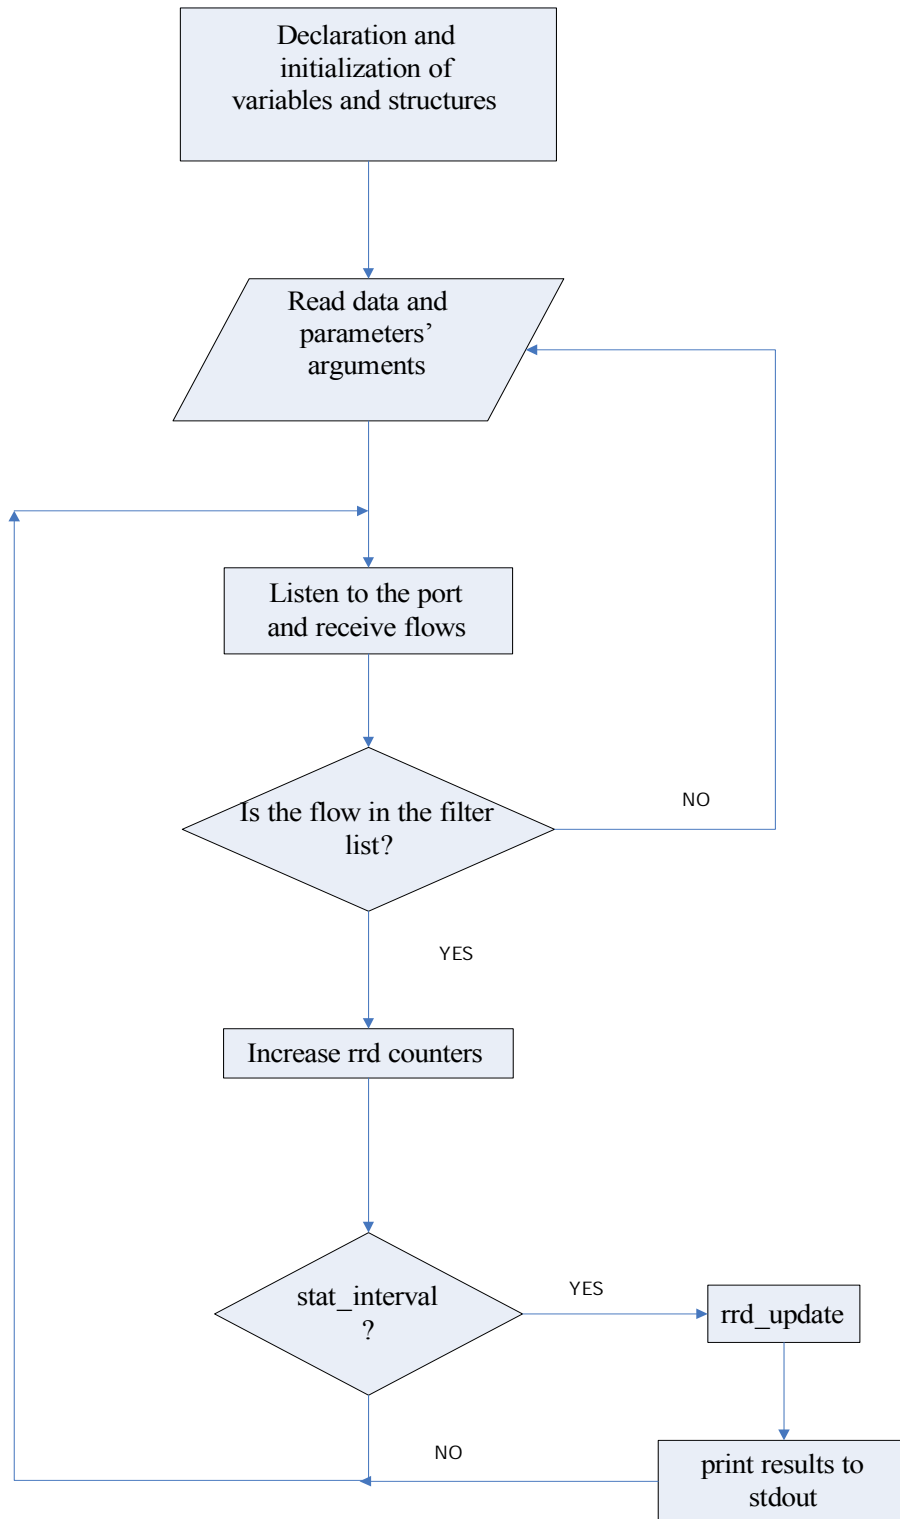 Declaration and
initialization of
variables and structures
Read data and
parameters’
arguments
Listen to the port
and receive flows
Is the flow in the filter
list?
NO
YES
Increase rrd counters
stat_interval
?
YES
rrd_update
NO
print results to
stdout